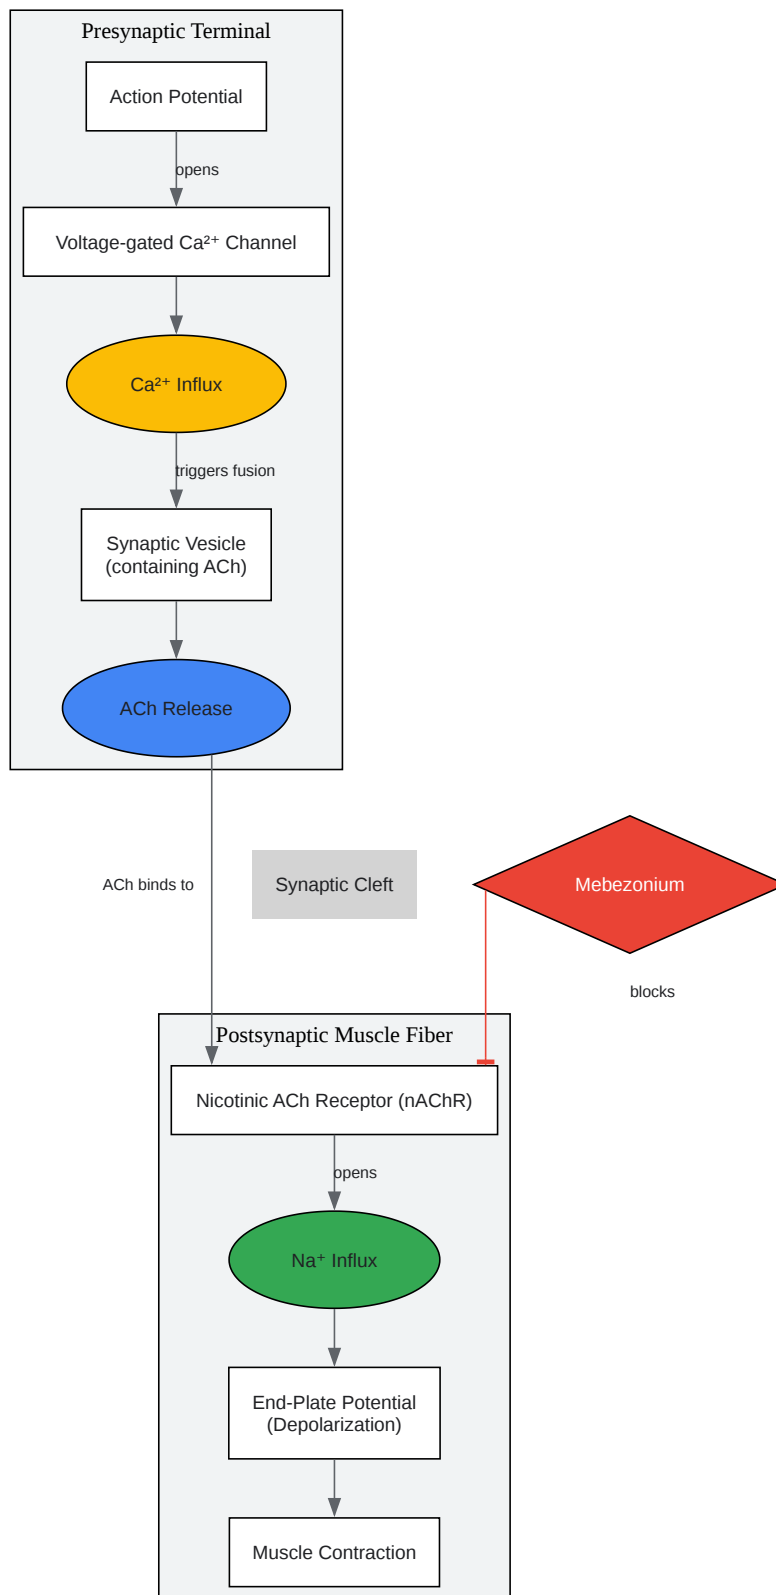 Presynaptic Terminal
Action Potential
opens
Voltage-gated Ca²⁺ Channel
Ca²⁺ Influx
triggers fusion
Synaptic Vesicle
(containing ACh)
ACh Release
ACh binds to
Synaptic Cleft
Mebezonium
blocks
Postsynaptic Muscle Fiber
Nicotinic ACh Receptor (nAChR)
opens
Na⁺ Influx
End-Plate Potential
(Depolarization)
Muscle Contraction